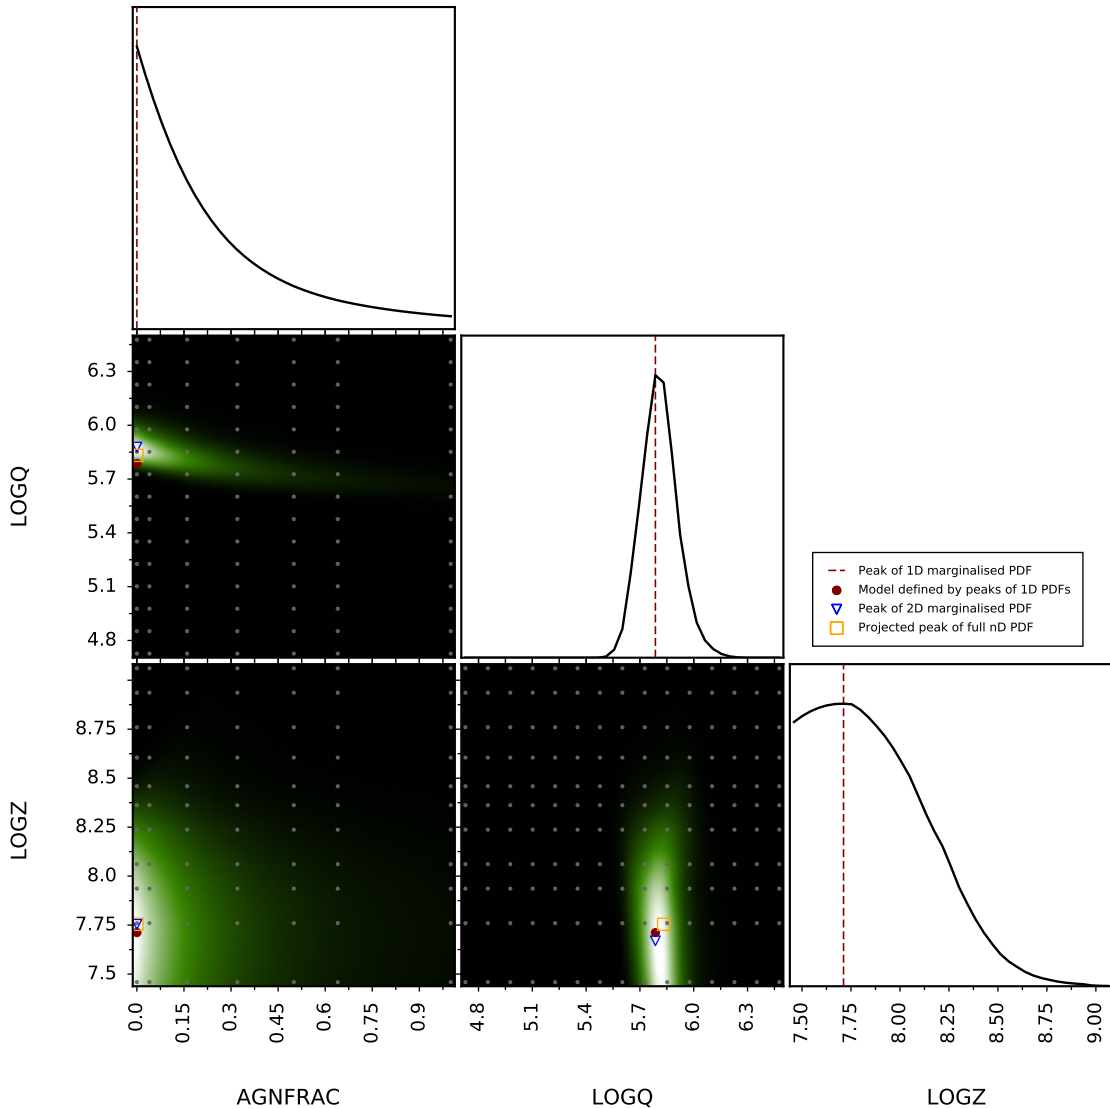 6.3
6.0
5.7
5.4
5.1
4.8
LOGQ
Peak of 1D marginalised PDF
Model defined by peaks of 1D PDFs
Peak of 2D marginalised PDF
Projected peak of full nD PDF
8.75
8.5
8.25
8.0
7.75
7.5
LOGZ
0.0 0.15 0.3 0.45 0.6 0.75 0.9
4.8 5.1 5.4 5.7 6.0 6.3
7.50 7.75 8.00 8.25 8.50 8.75 9.00
AGNFRAC LOGQ LOGZ